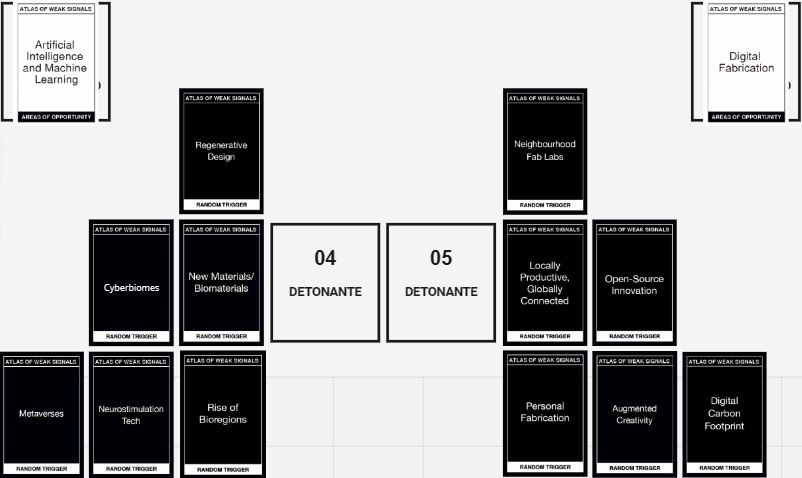 ATLAS OF WEAK SIGNALS
Artificial
Intelligence
and Machine
Learning
AREAS OF OPPORTUNITY
ATLAS OF WEAK SIGNALS
Digital
Fabrication
AREAS OF OPPORTUNITY
ATLAS OF WEAK SIGNALS
Regenerative
Design
RANDOM TRIGGER
ATLAS OF WEAK SIGNALS
Neighbourhood
Fab Labs
RANDOM TRIGGER
ATLAS OF WEAK SIGNALS
Cyberbiomes
RANDOM TRIGGER
ATLAS OF WEAK SIGNALS
New Materials/
Biomaterials
RANDOM TRIGGER
04
DETONANTE
05
DETONANTE
ATLAS OF WEAK SIGNALS
Locally
Productive,
Globally
Connected
RANDOM TRIGGER
ATLAS OF WEAK SIGNALS
Open-Source
Innovation
RANDOM TRIGGER
ATLAS OF WEAK SIGNALS
Metaverses
RANDOM TRIGGER
ATLAS OF WEAK SIGNALS
Neurostimulation
Tech
RANDOM TRIGGER
ATLAS OF WEAK SIGNALS
Rise of
Bioregions
RANDOM TRIGGER
ATLAS OF WEAK SIGNALS
Personal
Fabrication
RANDOM TRIGGER
ATLAS OF WEAK SIGNALS
Augmented
Creativity
RANDOM TRIGGER
ATLAS OF WEAK SIGNALS
Digital
Carbon
Footprint
RANDOM TRIGGER